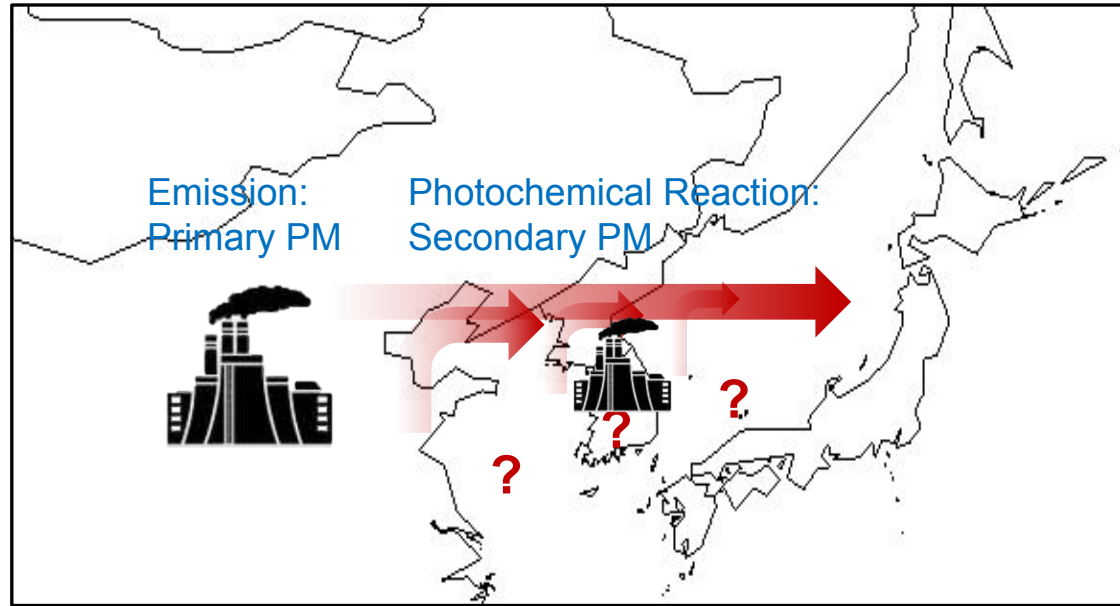 Emission:
Primary PM
Photochemical Reaction:
Secondary PM
?
?
?